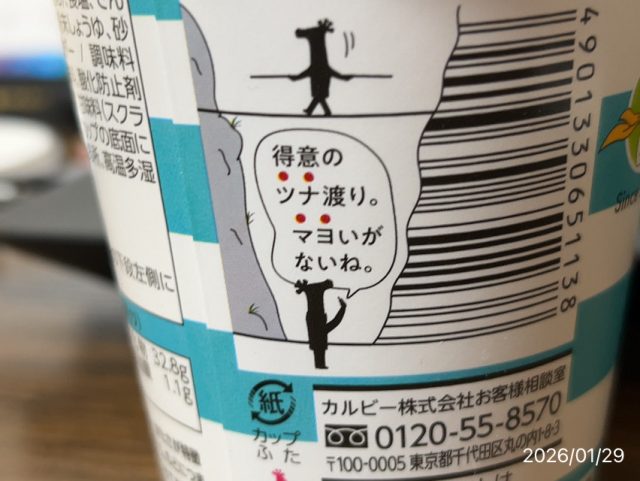 しょうゆ、砂
調味料
酸化防止剤
の底面に
高温多湿
左側に
32.8g
1.1g
得意の
ツナ渡り。
マヨいが
ないね。
4901330651138
Since
紙
カップ
ふた
カルビー株式会社お客様相談室
0120-55-8570
〒100-0005 東京都千代田区丸の内1-8-3
2026/01/29